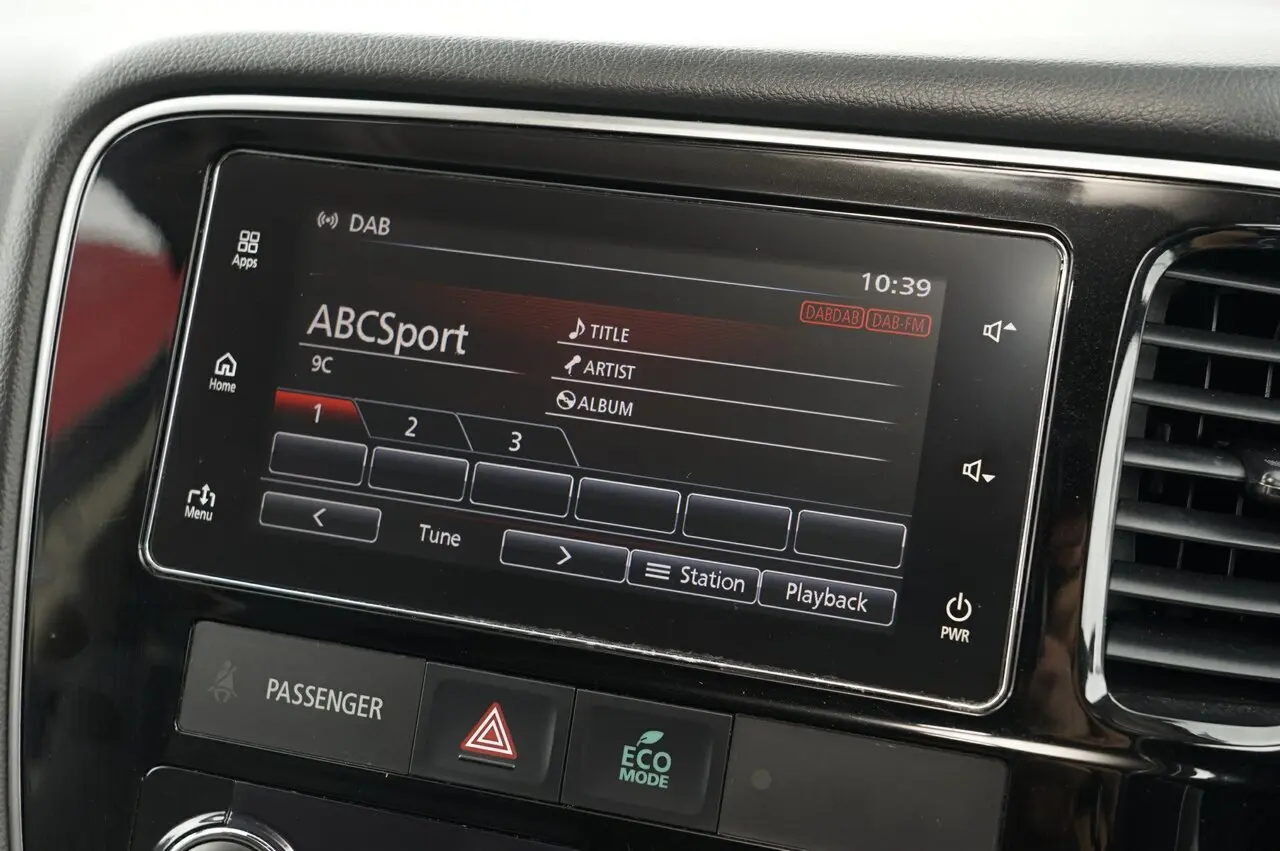 DAB
10:39
DABDAB DAB-FM
Apps
ABCSport
9C
TITLE
ARTIST
ALBUM
Home
1 2 3
Menu
< Tune > Station Playback
PWR
PASSENGER
ECO
MODE